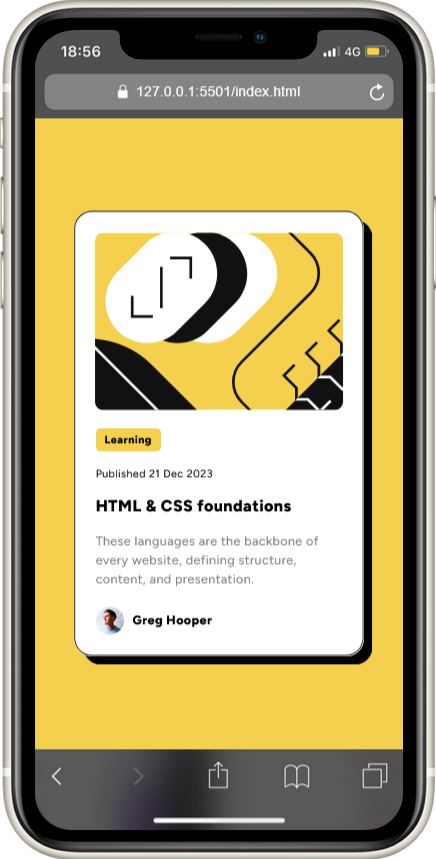 18:56
4G
127.0.0.1:5501/index.html
Learning
Published 21 Dec 2023
HTML & CSS foundations
These languages are the backbone of
every website, defining structure,
content, and presentation.
Greg Hooper